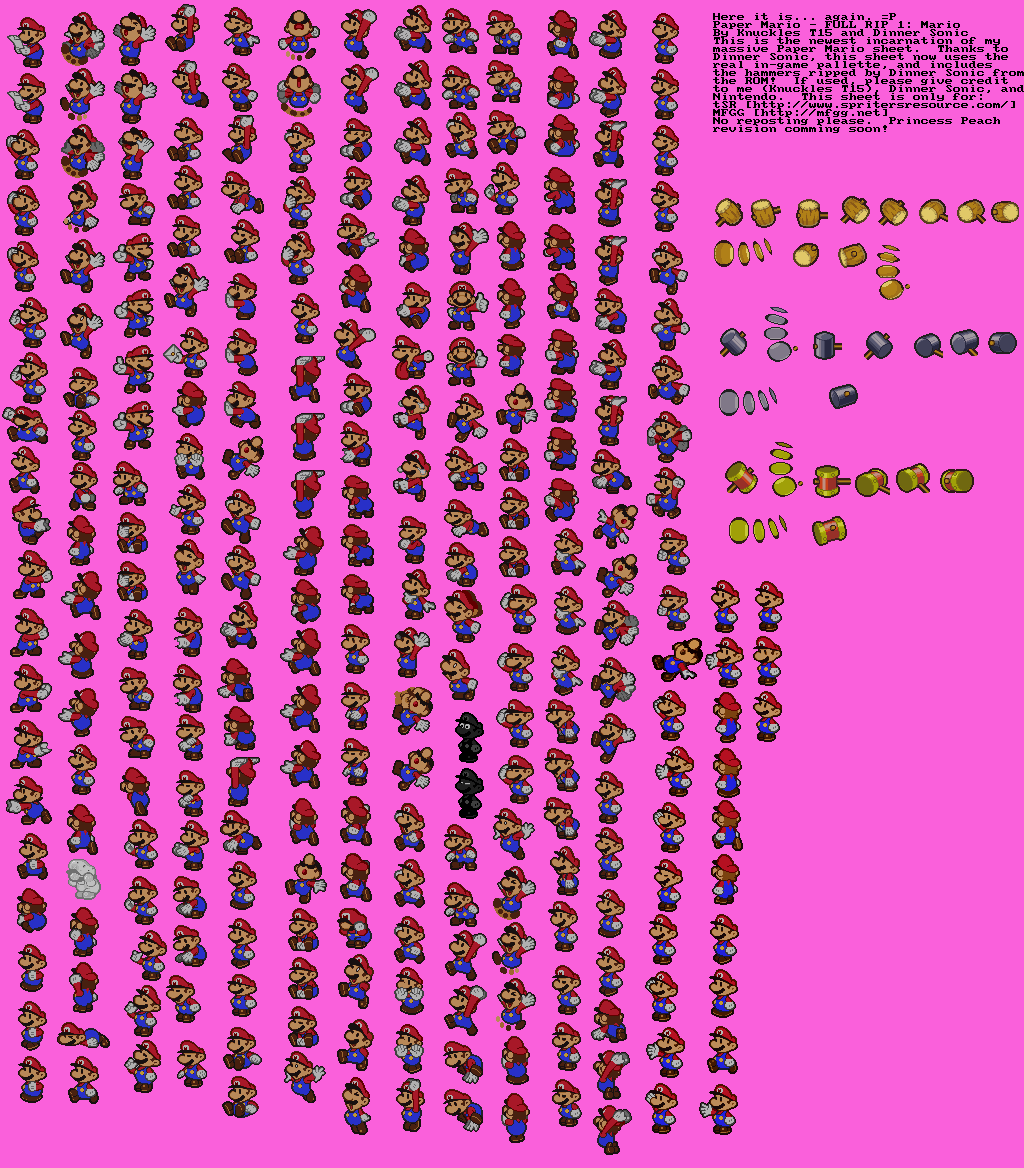 Here it is... again. =P
Paper Mario - FULL RIP 1: Mario
By Knuckles T15 and Dinner Sonic
This is the newest incarnation of my
massive Paper Mario sheet.  Thanks to
Dinner Sonic, this sheet now uses the
real in-game pallette, and includes
the hammers ripped by Dinner Sonic from
the ROM!  If used, please give credit
to me (Knuckles T15), Dinner Sonic, and
Nintendo.  This sheet is only for:
tSR [http://www.spritersresource.com/]
MFGG [http://mfgg.net]
No reposting please.  Princess Peach
revision comming soon!